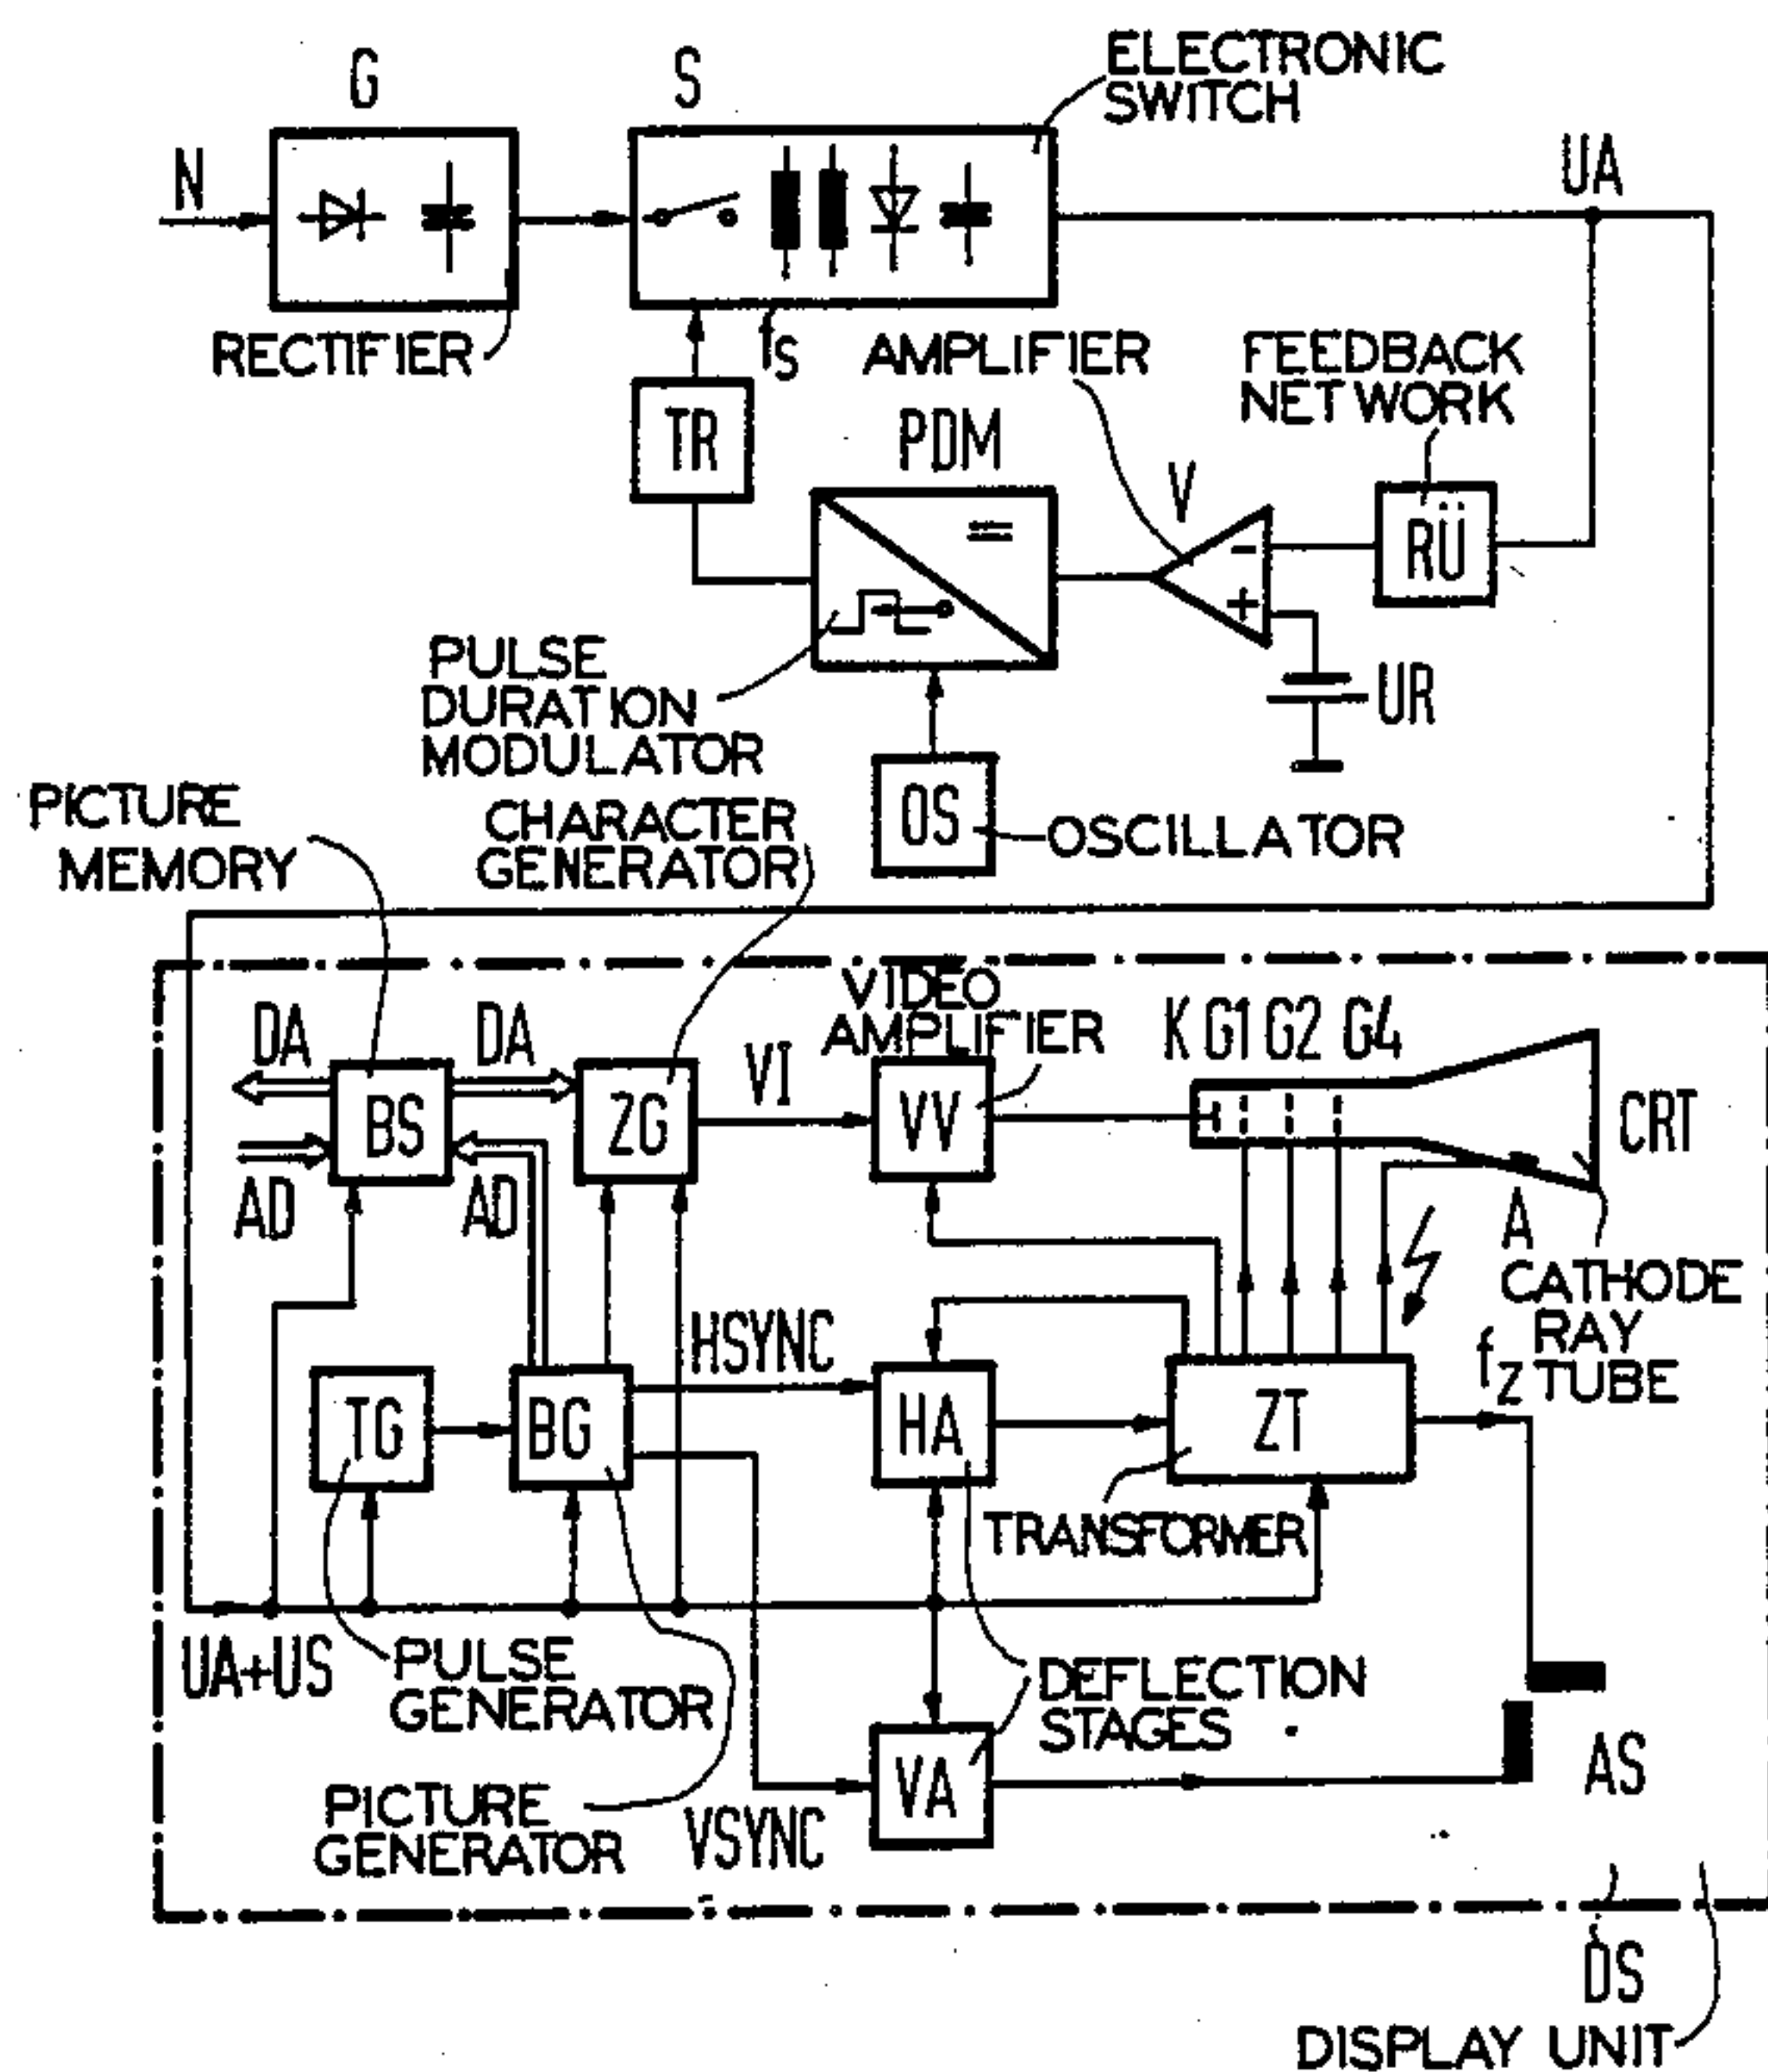 G
S
ELECTRONIC
SWITCH
N
UA
RECTIFIER
fS
AMPLIFIER
FEEDBACK
NETWORK
TR
PDM
V
=
-
+
RÜ
PULSE
DURATION
MODULATOR
UR
OS
OSCILLATOR
PICTURE
MEMORY
CHARACTER
GENERATOR
VIDEO
AMPLIFIER
K G1 G2 G4
DA
DA
BS
ZG
VI
VV
CRT
AD
AD
A
CATHODE
RAY
TUBE
fZ
HSYNC
TG
BG
HA
ZT
TRANSFORMER
UA+US
PULSE
GENERATOR
DEFLECTION
STAGES
PICTURE
GENERATOR
VSYNC
VA
AS
DS
DISPLAY UNIT